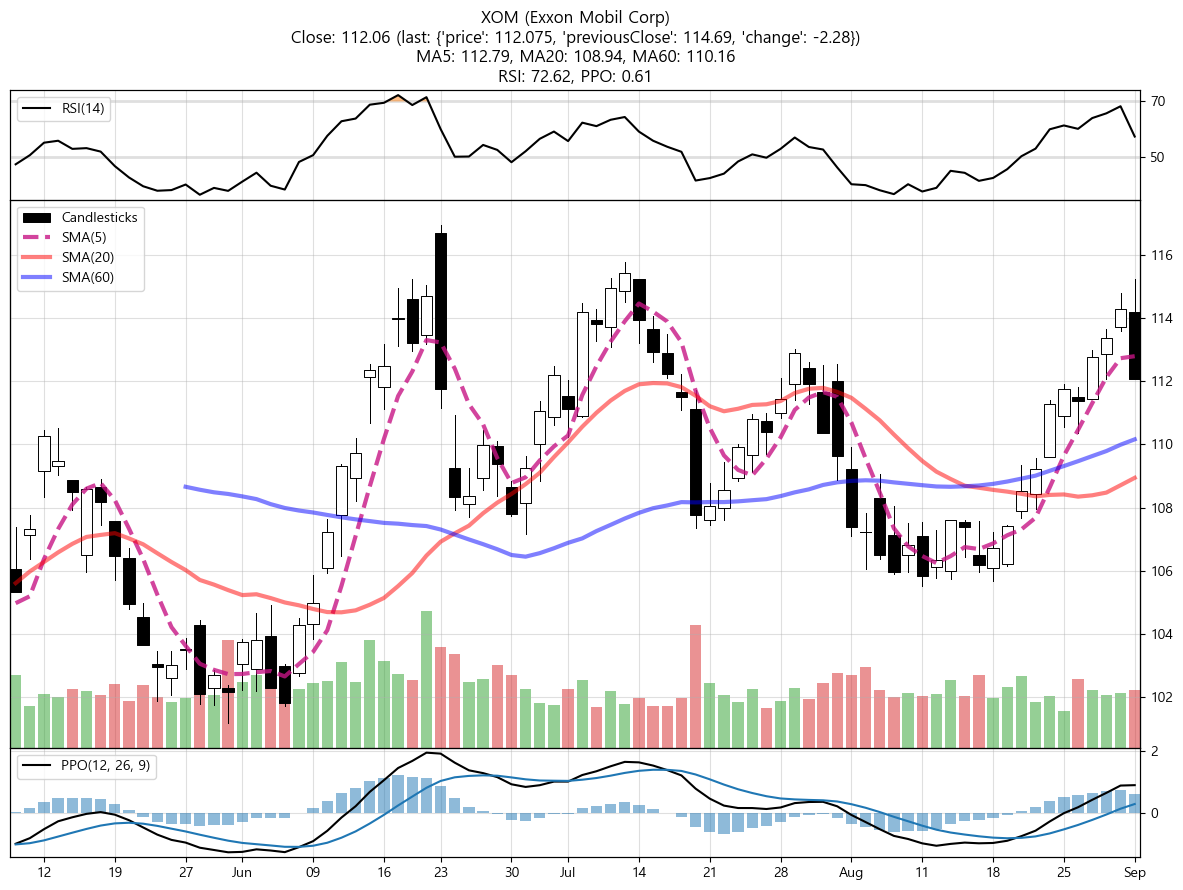 XOM (Exxon Mobil Corp)
Close: 112.06 (last: {'price': 112.075, 'previousClose': 114.69, 'change': -2.28})
MA5: 112.79, MA20: 108.94, MA60: 110.16
RSI: 72.62, PPO: 0.61
RSI(14)
70
50
Candlesticks
SMA(5)
SMA(20)
SMA(60)
116
114
112
110
108
106
104
102
PPO(12, 26, 9)
2
0
12 19 27 Jun 09 16 23 30 Jul 14 21 28 Aug 11 18 25 Sep